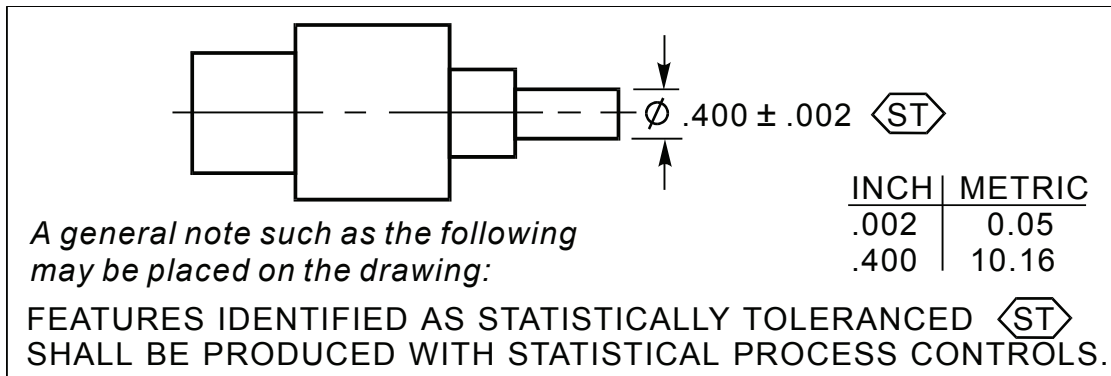 Ø .400 ± .002 ST
INCH METRIC
.002 0.05
.400 10.16
A general note such as the following
may be placed on the drawing:
FEATURES IDENTIFIED AS STATISTICALLY TOLERANCED ST
SHALL BE PRODUCED WITH STATISTICAL PROCESS CONTROLS.